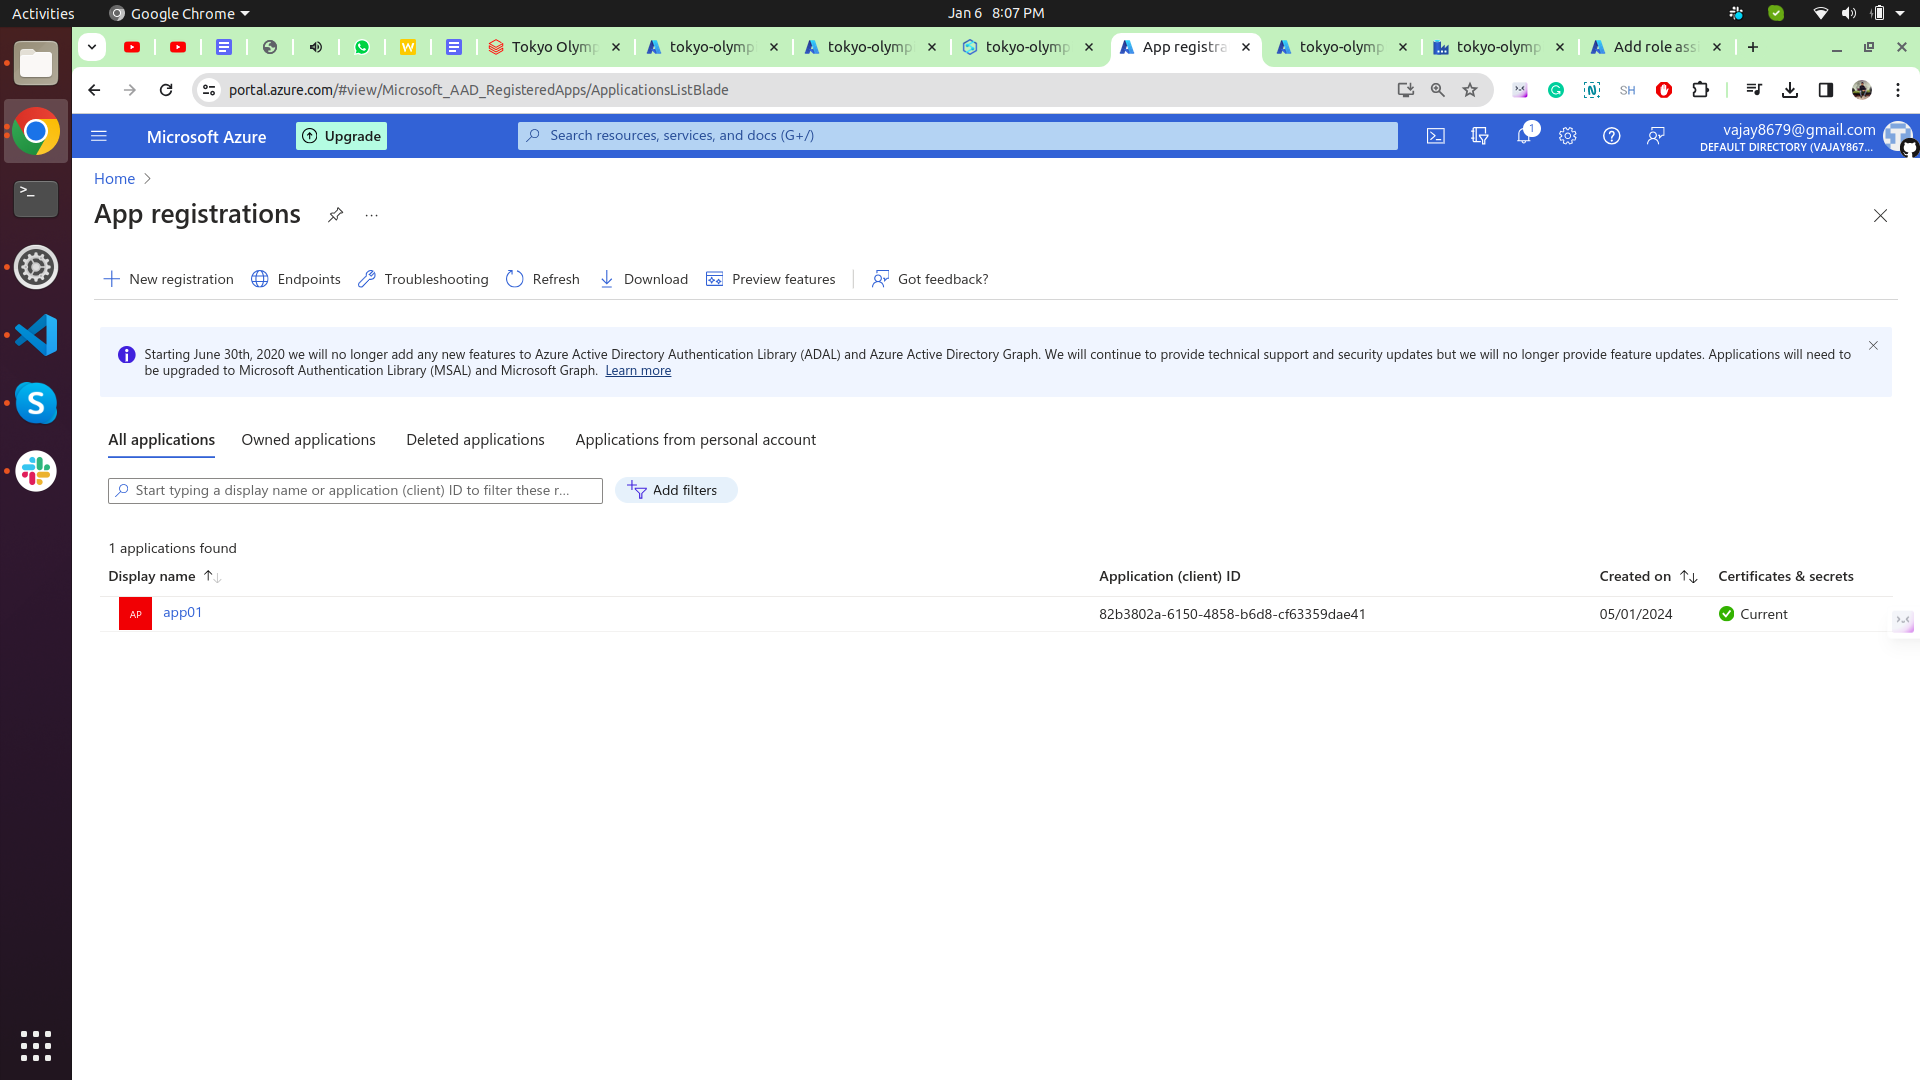 Activities
Google Chrome
Jan 6 8:07 PM
W
Tokyo Olymp
tokyo-olymp
tokyo-olymp
tokyo-olymp
App registra
tokyo-olymp
tokyo-olymp
Add role ass
portal.azure.com/#view/Microsoft_AAD_RegisteredApps/ApplicationsListBlade
SH
Microsoft Azure
Upgrade
Search resources, services, and docs (G+/)
1
vajay8679@gmail.com
DEFAULT DIRECTORY (VAJAY867...
Home
App registrations
...
New registration
Endpoints
Troubleshooting
Refresh
Download
Preview features
Got feedback?
Starting June 30th, 2020 we will no longer add any new features to Azure Active Directory Authentication Library (ADAL) and Azure Active Directory Graph. We will continue to provide technical support and security updates but we will no longer provide feature updates. Applications will need to
be upgraded to Microsoft Authentication Library (MSAL) and Microsoft Graph. Learn more
All applications
Owned applications
Deleted applications
Applications from personal account
Start typing a display name or application (client) ID to filter these r...
Add filters
1 applications found
Display name
Application (client) ID
Created on
Certificates & secrets
AP
app01
82b3802a-6150-4858-b6d8-cf63359dae41
05/01/2024
Current